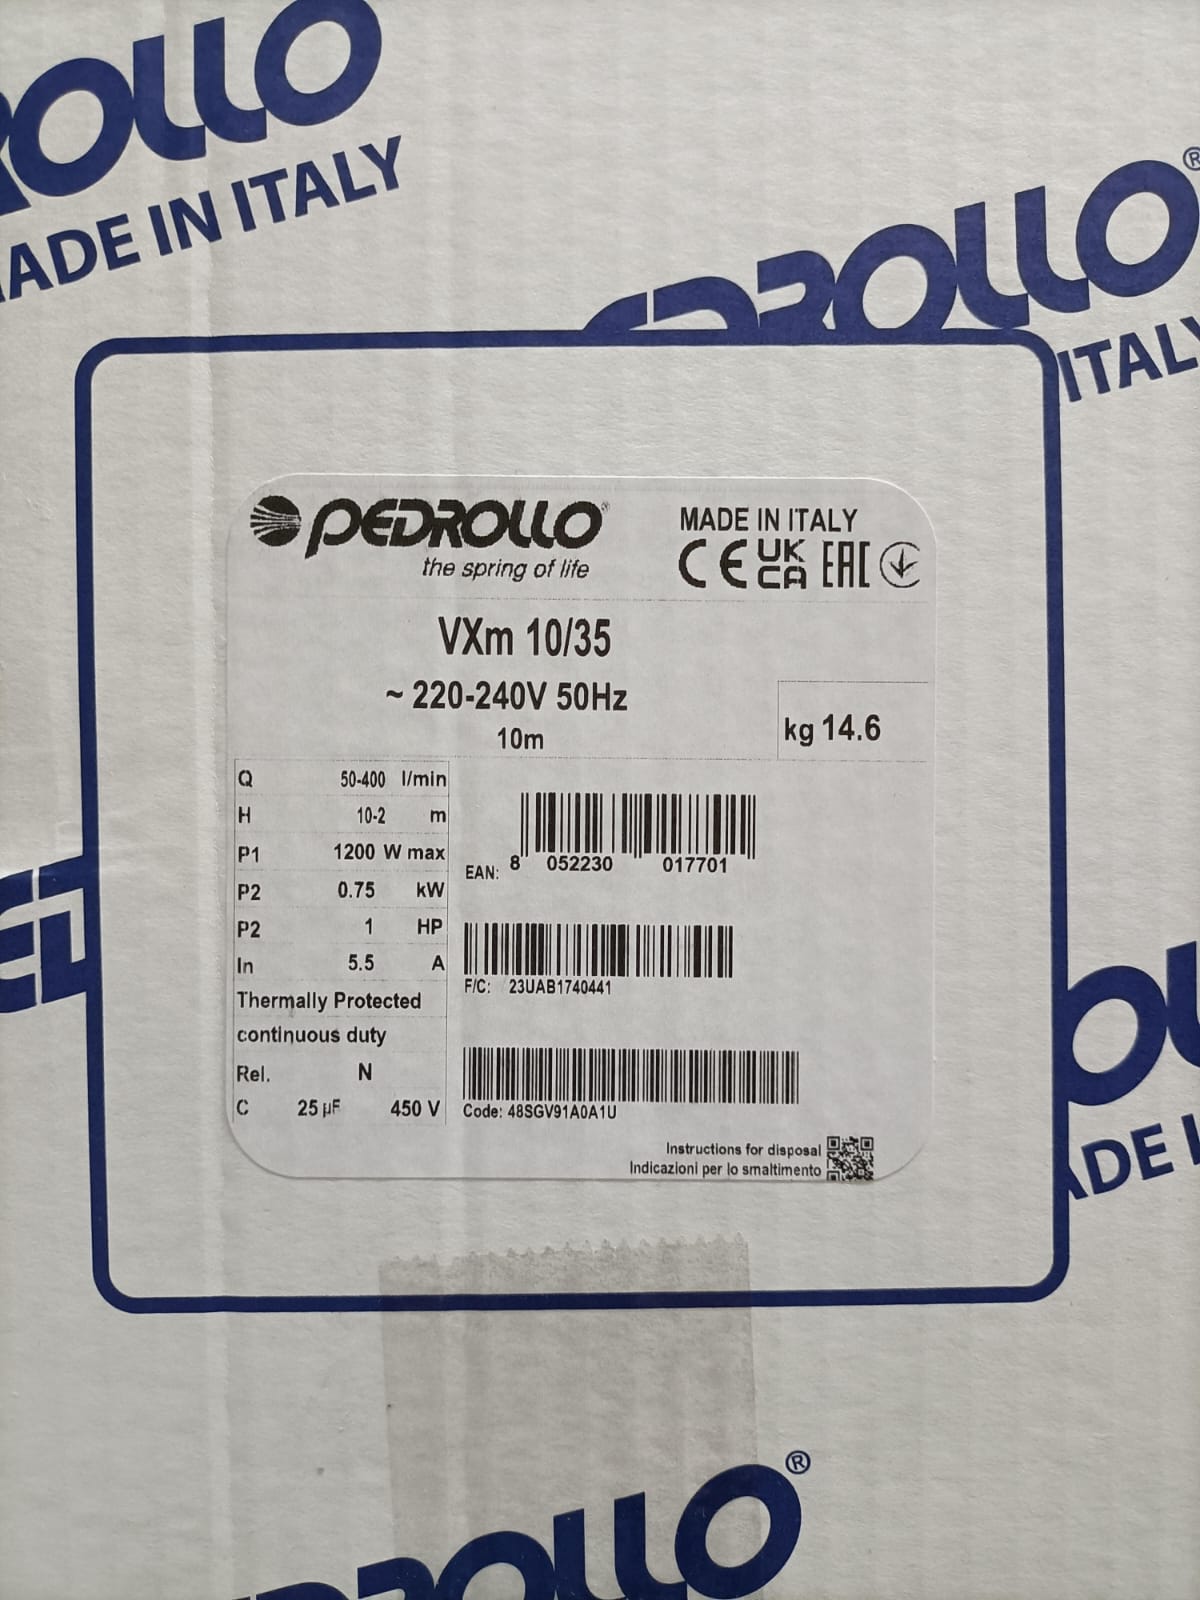 ROLLO
MADE IN ITALY
PEDROLLO®
ITALY
PEDROLLO®
the spring of life
MADE IN ITALY
CE UK CA EAC
VXm 10/35
~ 220-240V 50Hz
10m
kg 14.6
Q 50-400 l/min
H 10-2 m
P1 1200 W max
P2 0.75 kW
P2 1 HP
In 5.5 A
Thermally Protected
continuous duty
Rel. N
C 25 µF 450 V
EAN: 8 052230 017701
F/C: 23UAB1740441
Code: 48SGV91A0A1U
Instructions for disposal
Indicazioni per lo smaltimento
ADE I
PEDROLLO®